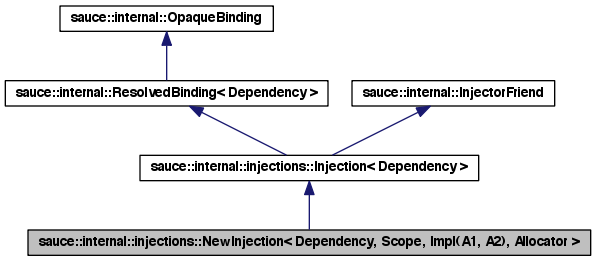 sauce::internal::OpaqueBinding
sauce::internal::ResolvedBinding< Dependency >
sauce::internal::InjectorFriend
sauce::internal::injections::Injection< Dependency >
sauce::internal::injections::NewInjection< Dependency, Scope, Impl(A1, A2), Allocator >